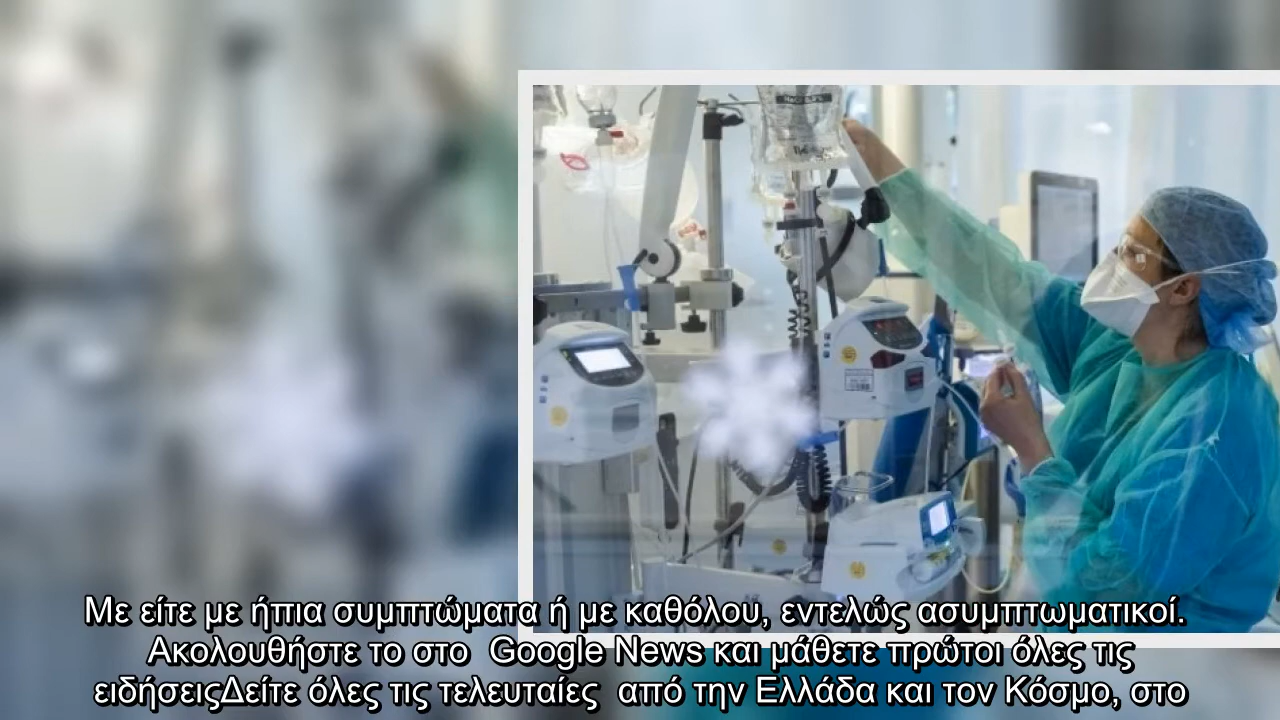 Με είτε με ήπια συμπτώματα ή με καθόλου, εντελώς ασυμπτωματικοί.
Ακολουθήστε το στο  Google News και μάθετε πρώτοι όλες τις
ειδήσειςΔείτε όλες τις τελευταίες  από την Ελλάδα και τον Κόσμο, στο